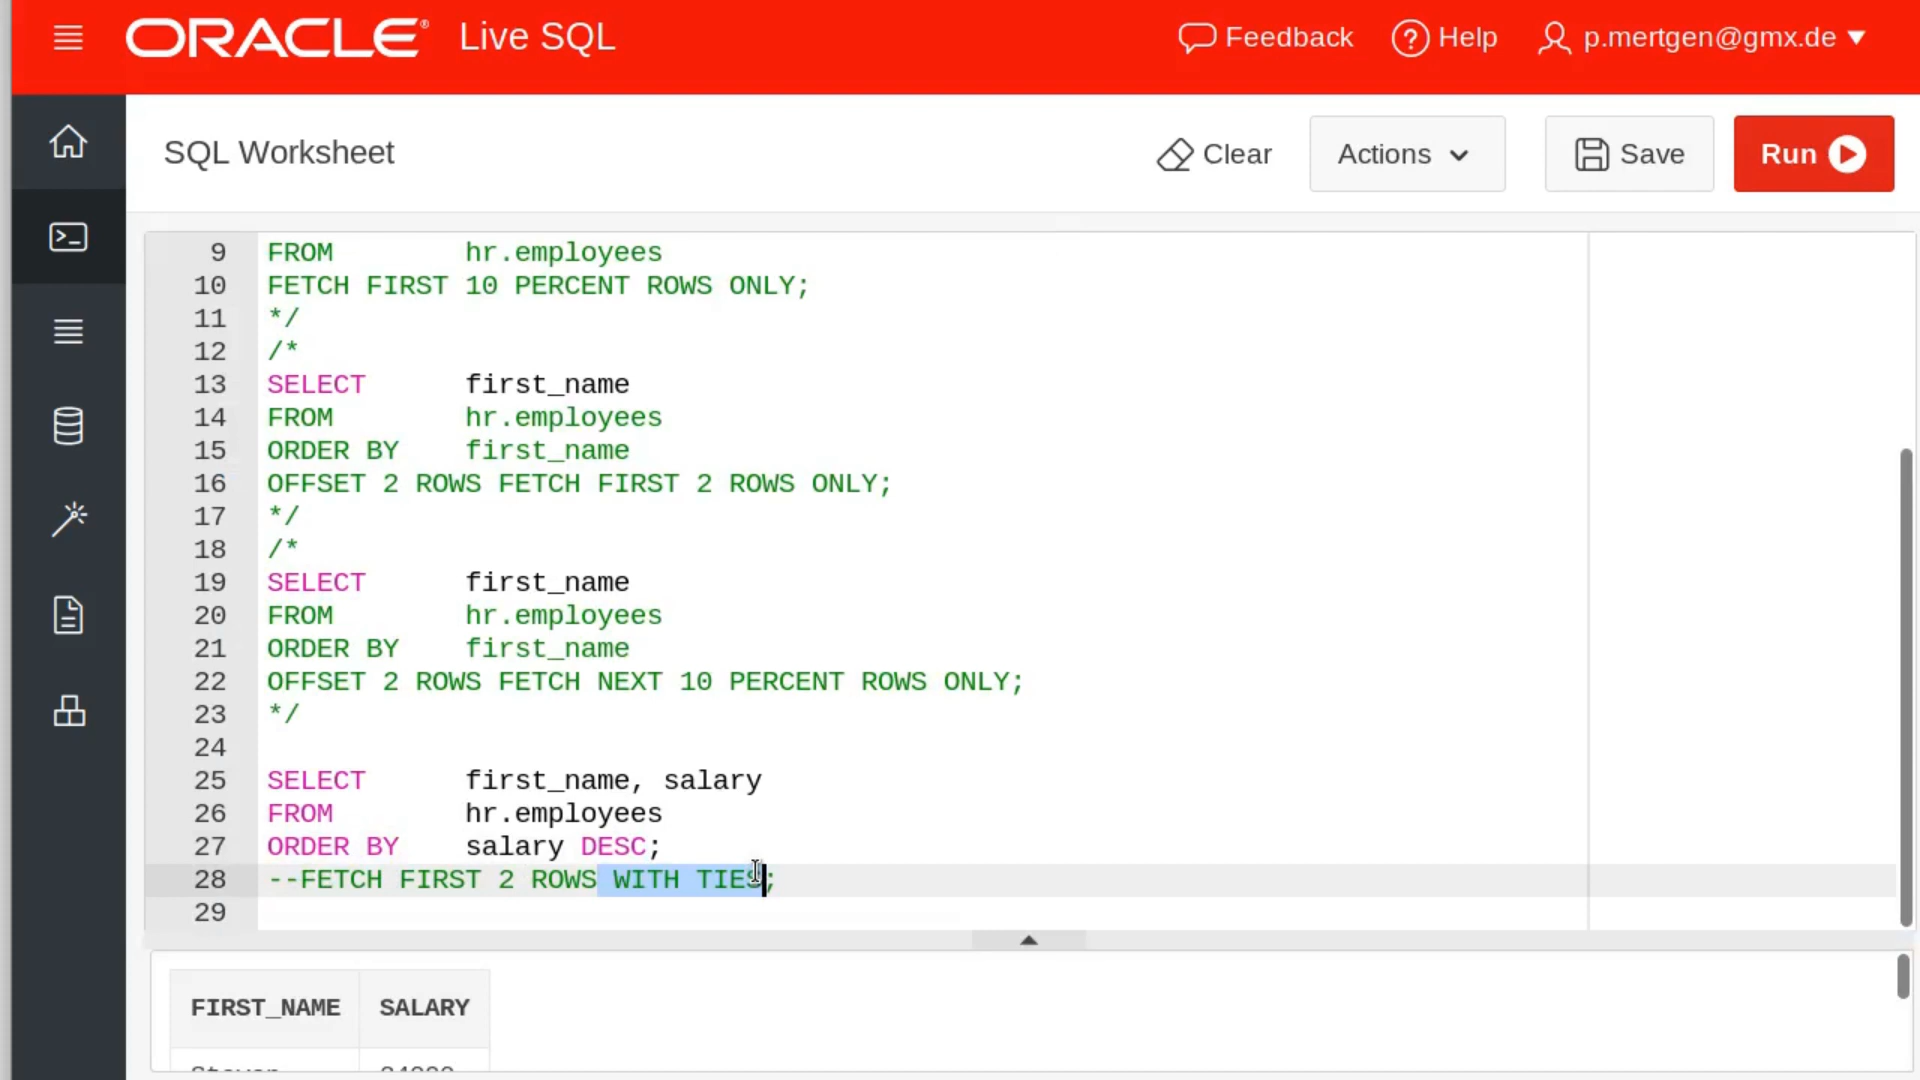 ORACLE® Live SQL
Feedback
Help
p.mertgen@gmx.de
SQL Worksheet
Clear
Actions
Save
Run
9 FROM hr.employees
10 FETCH FIRST 10 PERCENT ROWS ONLY;
11 */
12 /*
13 SELECT first_name
14 FROM hr.employees
15 ORDER BY first_name
16 OFFSET 2 ROWS FETCH FIRST 2 ROWS ONLY;
17 */
18 /*
19 SELECT first_name
20 FROM hr.employees
21 ORDER BY first_name
22 OFFSET 2 ROWS FETCH NEXT 10 PERCENT ROWS ONLY;
23 */
24
25 SELECT first_name, salary
26 FROM hr.employees
27 ORDER BY salary DESC;
28 --FETCH FIRST 2 ROWS WITH TIES;
29
FIRST_NAME SALARY